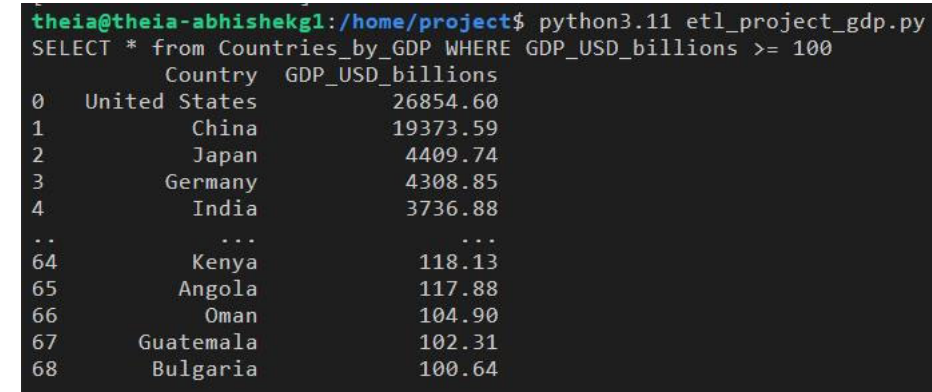 theia@theia-abhishekg1:/home/project$ python3.11 etl_project_gdp.py
SELECT * from Countries_by_GDP WHERE GDP_USD_billions >= 100
Country GDP_USD_billions
0 United States 26854.60
1 China 19373.59
2 Japan 4409.74
3 Germany 4308.85
4 India 3736.88
.. ... ...
64 Kenya 118.13
65 Angola 117.88
66 Oman 104.90
67 Guatemala 102.31
68 Bulgaria 100.64